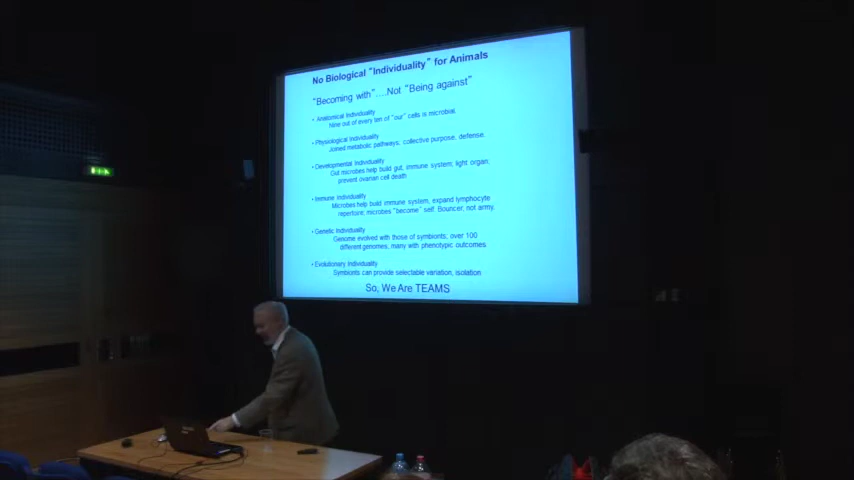 No Biological "Individuality" for Animals
"Becoming with"....Not "Being against"
• Anatomical Individuality
Nine out of every ten of "our" cells is microbial.
• Physiological Individuality
Joined metabolic pathways; collective purpose, defense.
• Developmental Individuality
Gut microbes help build gut, immune system; light organ;
prevent ovarian cell death
• Immune Individuality
Microbes help build immune system, expand lymphocyte
repertoire; microbes "become" self. Bouncer, not army.
• Genetic Individuality
Genome evolved with those of symbionts; over 100
different genomes, many with phenotypic outcomes
• Evolutionary Individuality
Symbionts can provide selectable variation, isolation
So, We Are TEAMS